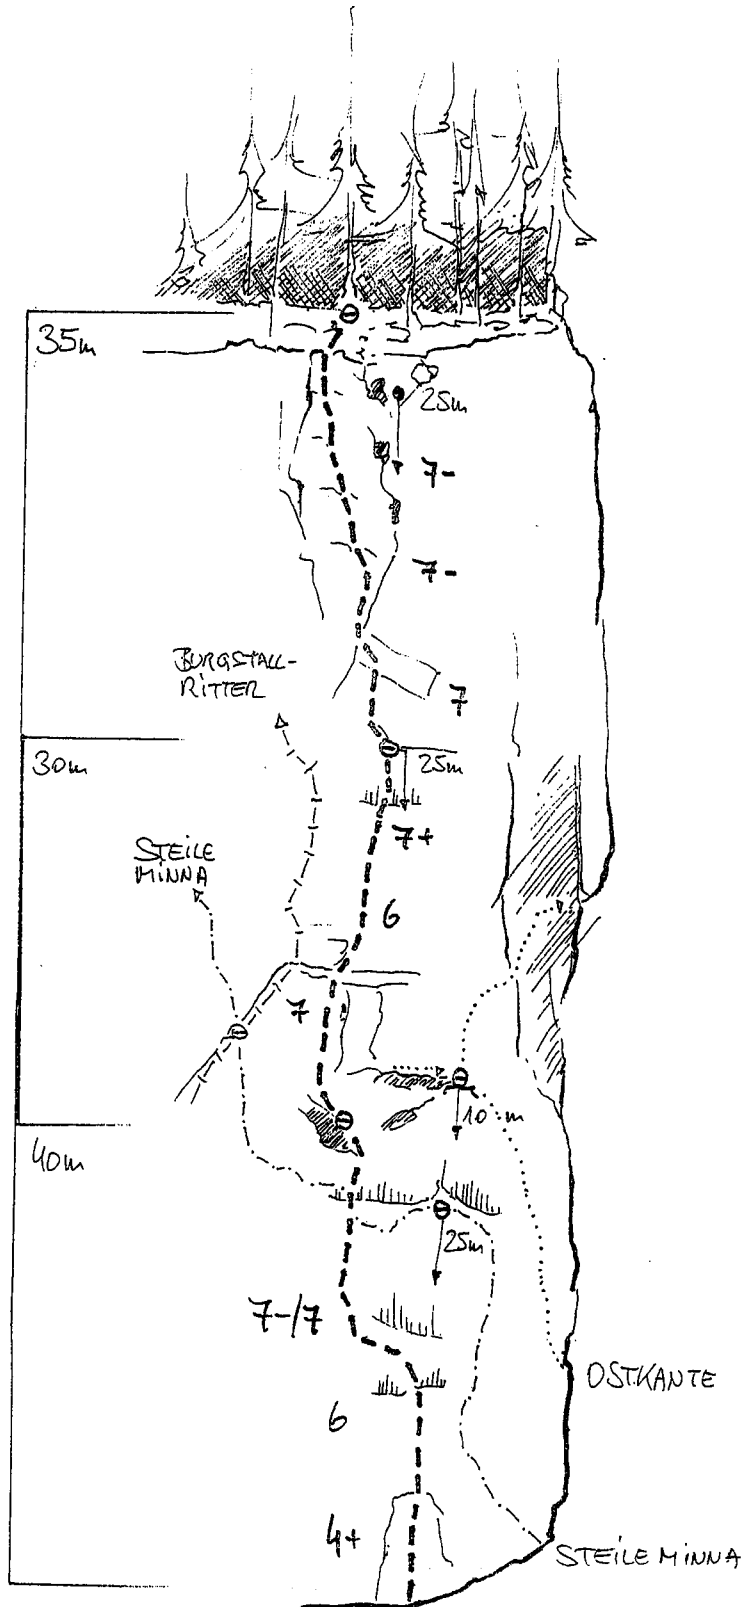 35m
25m
7-
7-
BURGSTALL-
RITTER
7
30m
25m
7+
STEILE
MINNA
6
7
10 m
40m
25m
7-/7
OSTKANTE
6
4+
STEILE MINNA